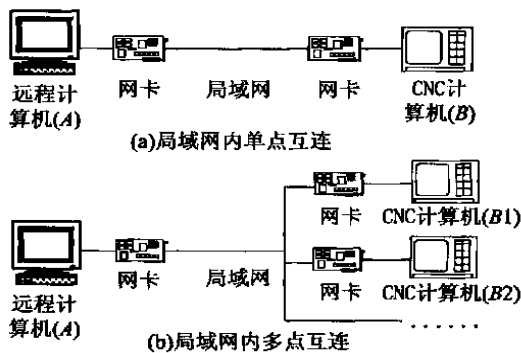 远程计
算机(A)
网卡
局域网
网卡
CNC计
算机(B)
(a)局域网内单点互连
网卡
CNC计算机(B1)
远程计
算机(A)
网卡
局域网
网卡
CNC计算机(B2)
······
(b)局域网内多点互连